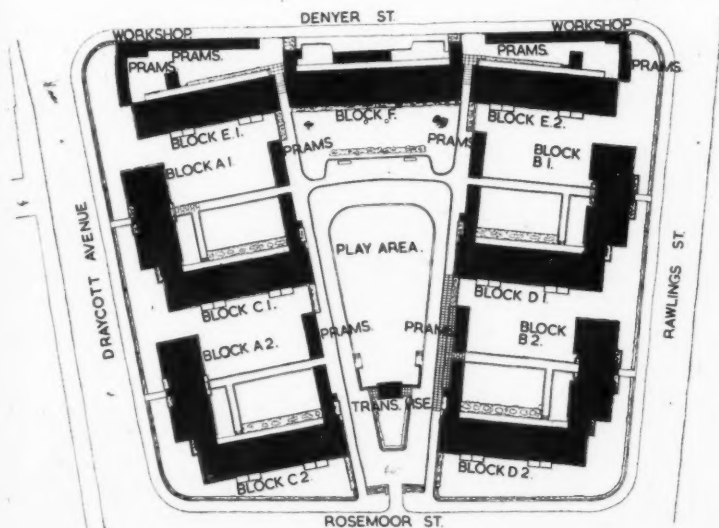 DENYER ST.
WORKSHOP
WORKSHOP
PRAMS.
PRAMS.
PRAMS.
PRAMS.
BLOCK E.1.
BLOCK F.
BLOCK E.2.
PRAMS
PRAMS
BLOCK A1.
BLOCK
B1.
DRAYCOTT AVENUE
RAWLINGS ST.
PLAY AREA.
BLOCK C1.
BLOCK D1.
PRAMS.
PRAMS
BLOCK A2.
BLOCK
B2.
TRANS. HSE.
BLOCK C2.
BLOCK D2.
ROSEMOOR ST.